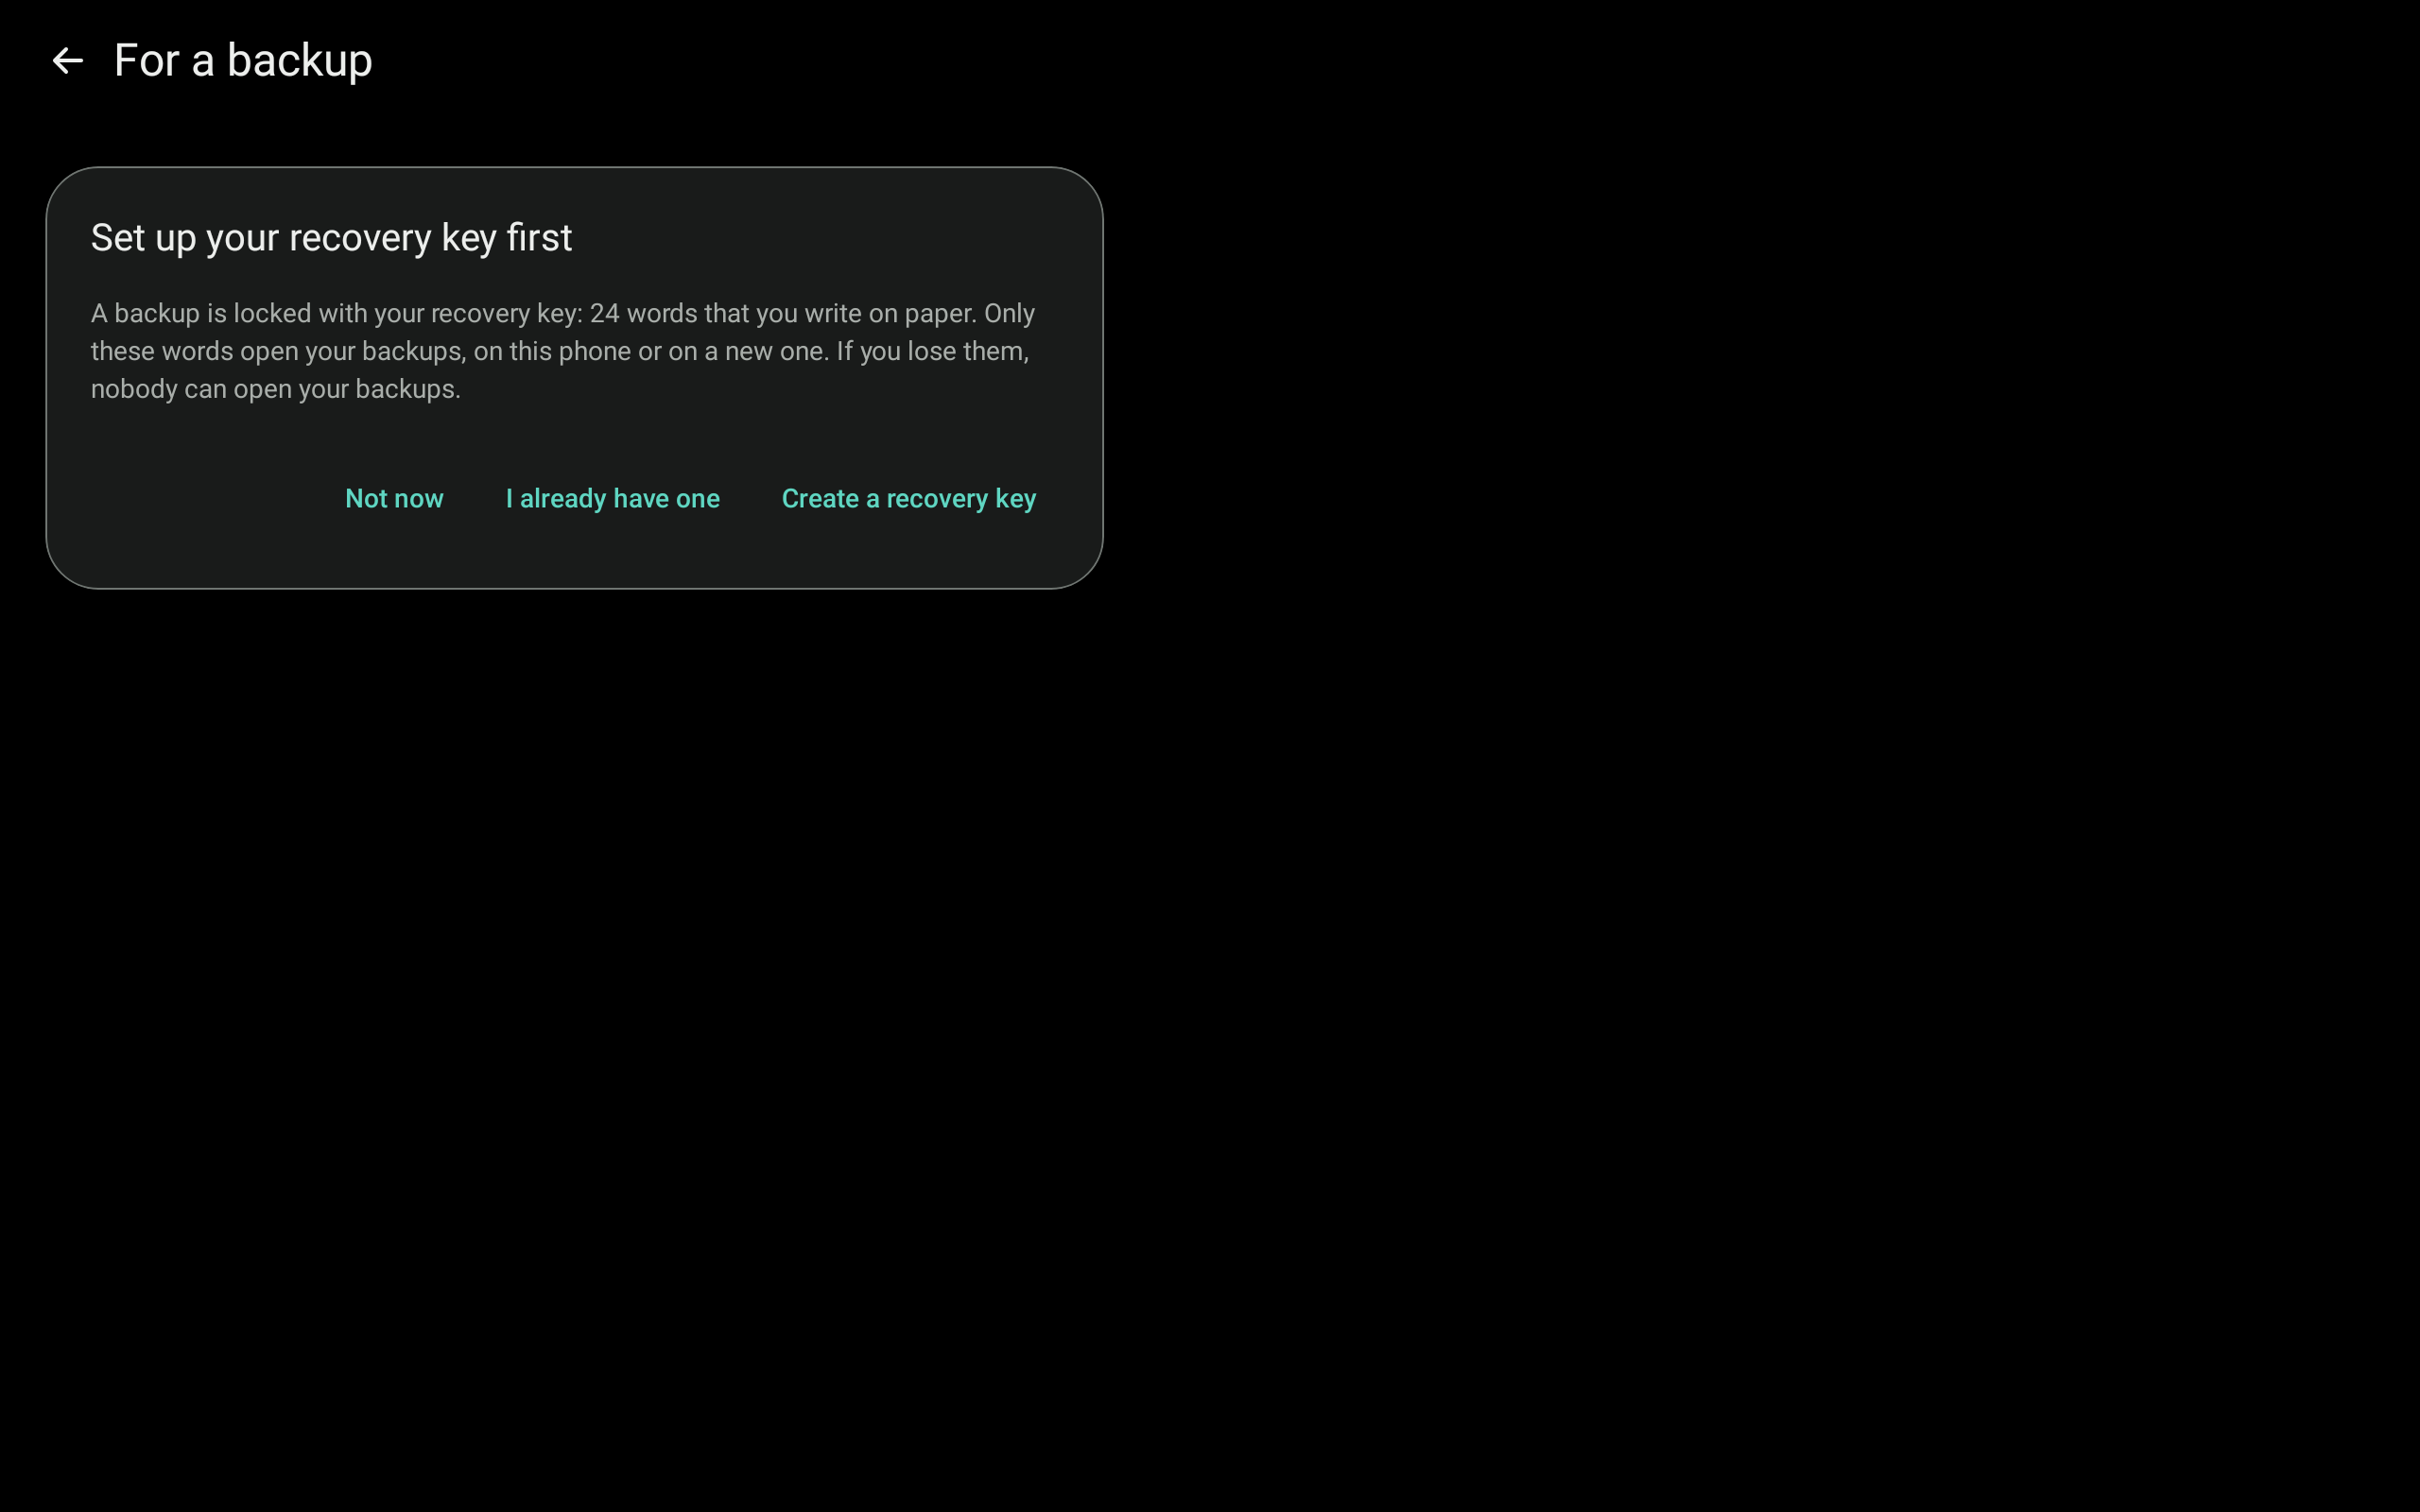 For a backup
Set up your recovery key first
A backup is locked with your recovery key: 24 words that you write on paper. Only
these words open your backups, on this phone or on a new one. If you lose them,
nobody can open your backups.
Not now
I already have one
Create a recovery key